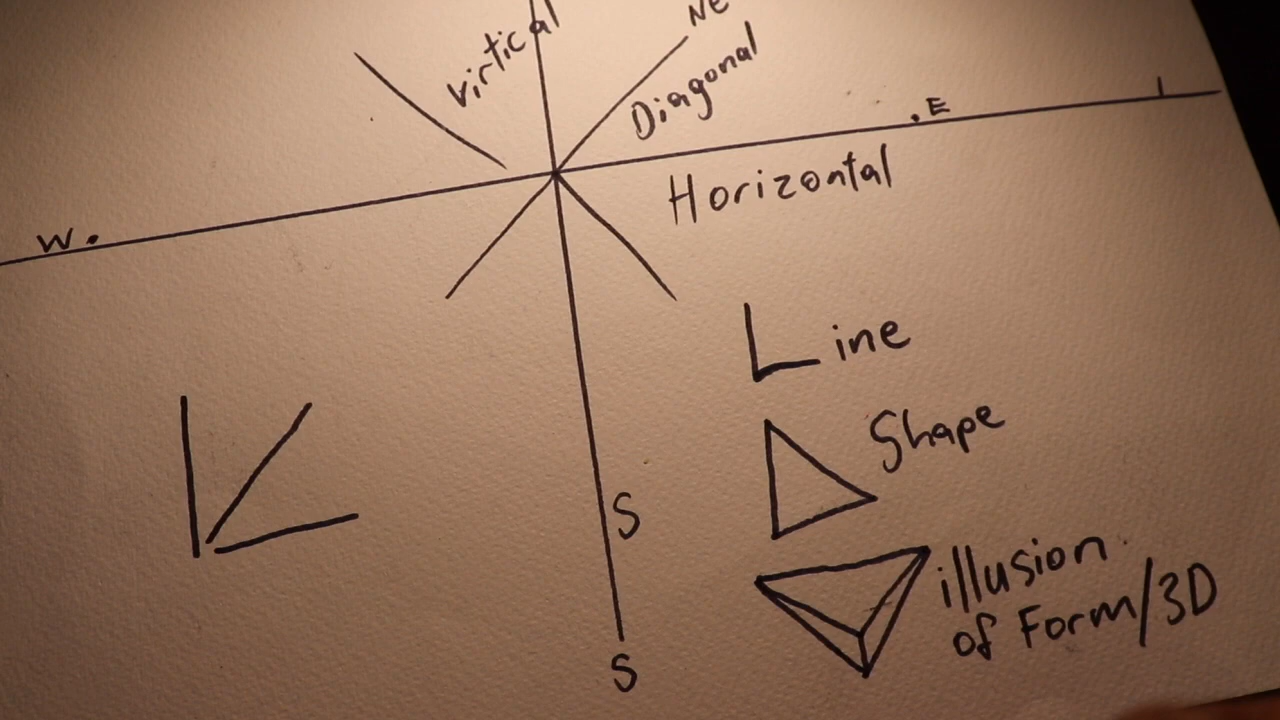 NE
Virtical
Diagonal
E
Horizontal
W
Line
Shape
S
illusion
of Form/3D
S